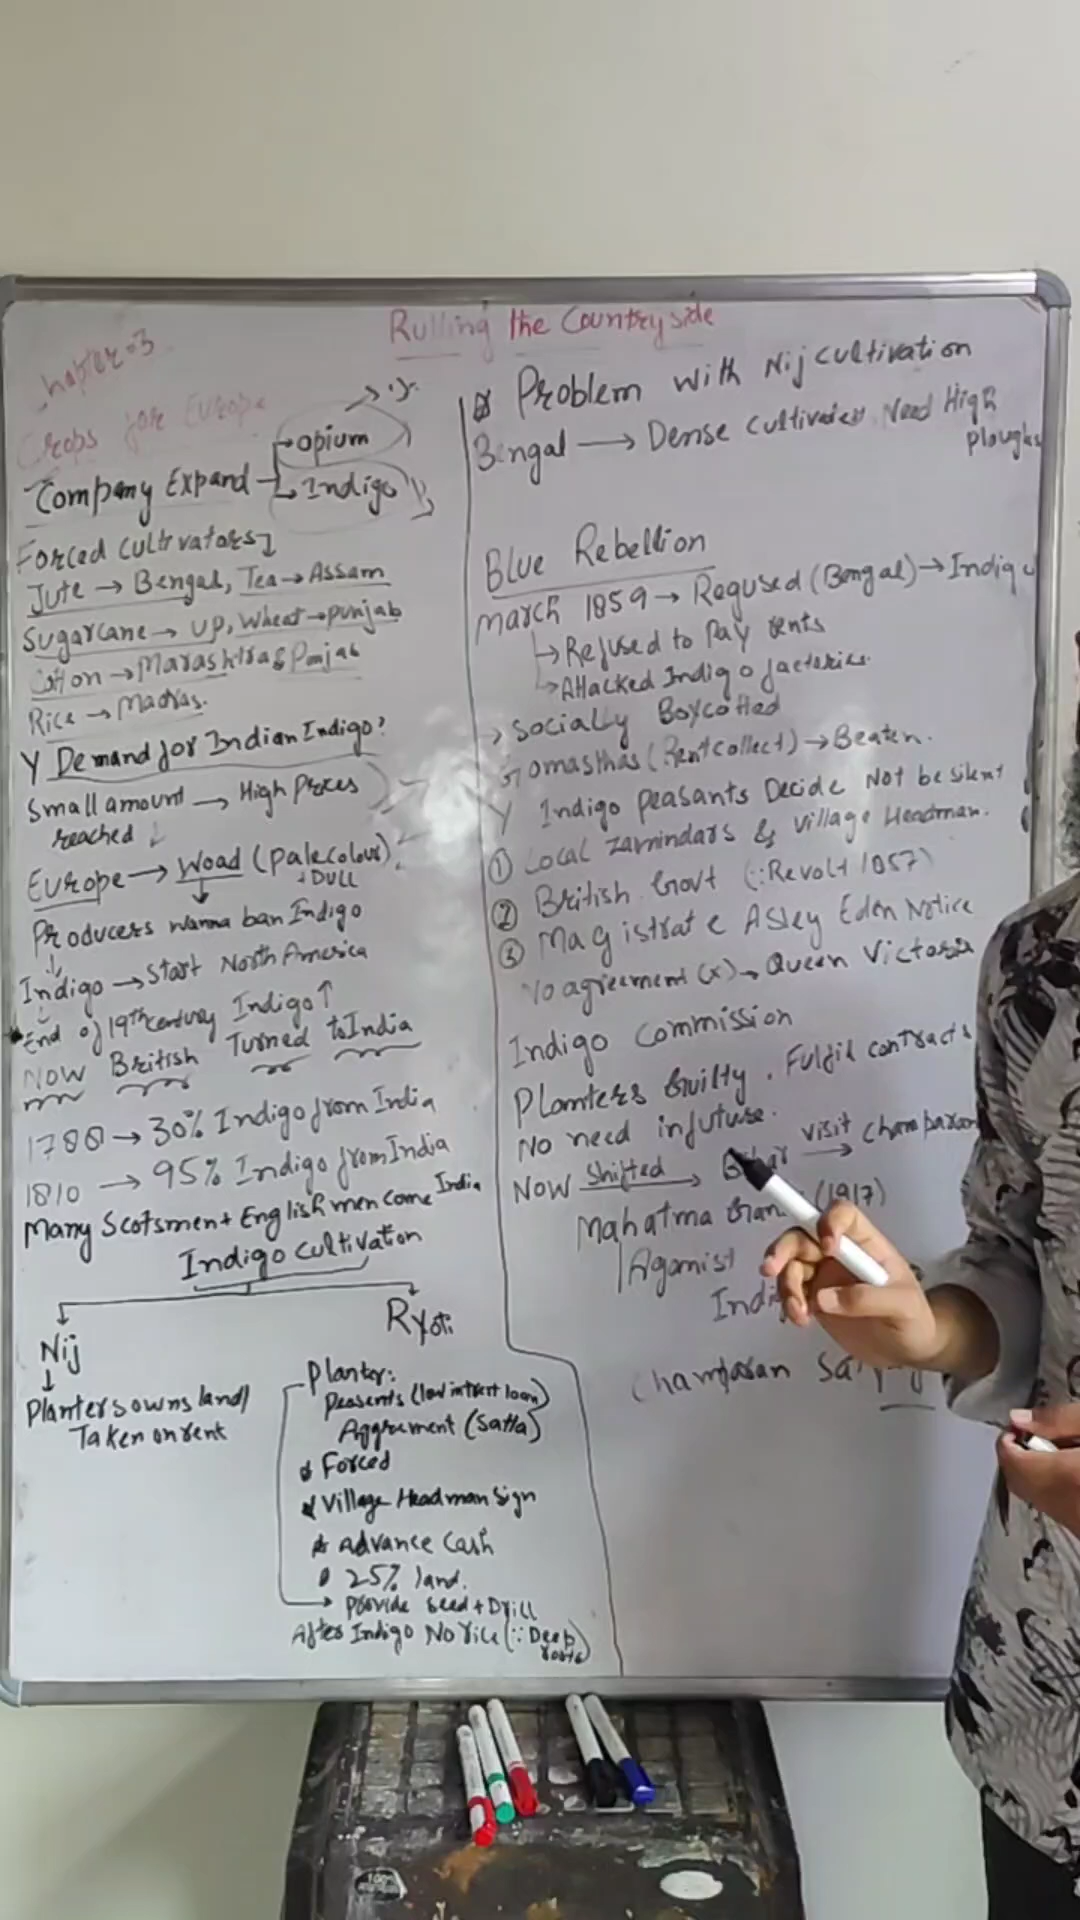 Rulling the Countryside
Chapter-3
Crops for Europe
Company Expand
→ opium
→ Indigo
Forced cultivators
Jute → Bengal, Tea → Assam
Sugarcane → UP, Wheat → punjab
Cotton → Marashtra & Punjab
Rice → Madras.
Y Demand for Indian Indigo?
Small amount → High Prices
reached ↓
Europe → Woad (Palecolour)
+ DULL
Producers wanna ban Indigo
Indigo → Start North America
End of 19th century Indigo ↑
NOW British Turned to India
1788 → 30% Indigo from India
1810 → 95% Indigo from India
Many Scotsmen + Englishmen come India
Indigo cultivation
Nij
Ryoti
Planters owns land/
Taken on rent
Planter:
Peasents (low intrest loan)
Aggrement (Satta)
Forced
Village Headman Sign
Advance Cash
25% land.
→ Provide Seed + Drill
After Indigo No rice (∵ Deep
roots)
Problem with Nij cultivation
Bengal → Dense cultivated Need High
ploughs
Blue Rebellion
March 1859 → Regused (Bengal) → Indigo
→ Refused to Pay rents
→ Attacked Indigo factories.
→ Socially Boycotted
Gomasthas (Rent collect) → Beaten.
Y Indigo peasants Decide Not be silent
① Local zamindars & village Headman.
② British Govt (∵ Revolt 1857)
③ Magistrate Asley Eden Notice
No agreement (x) → Queen Victoria
Indigo Commission
Planters Guilty. Fulfil contracts
No need in future.
NOW Shifted → visit → champaran
Mahatma (1917)
Against
Champaran